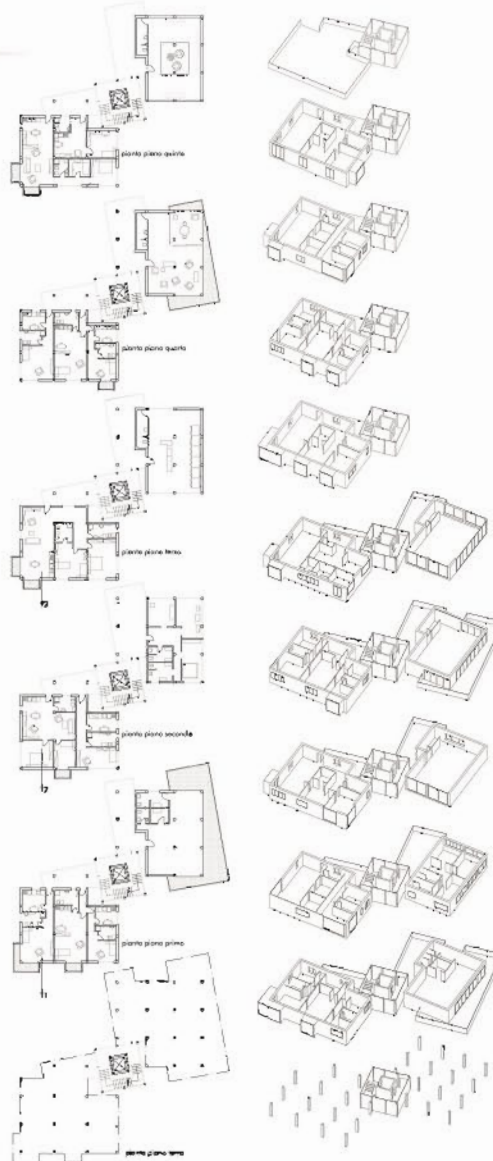 pianta piano quinto
pianta piano quarto
pianta piano terzo
pianta piano secondo
pianta piano primo
pianta piano terra